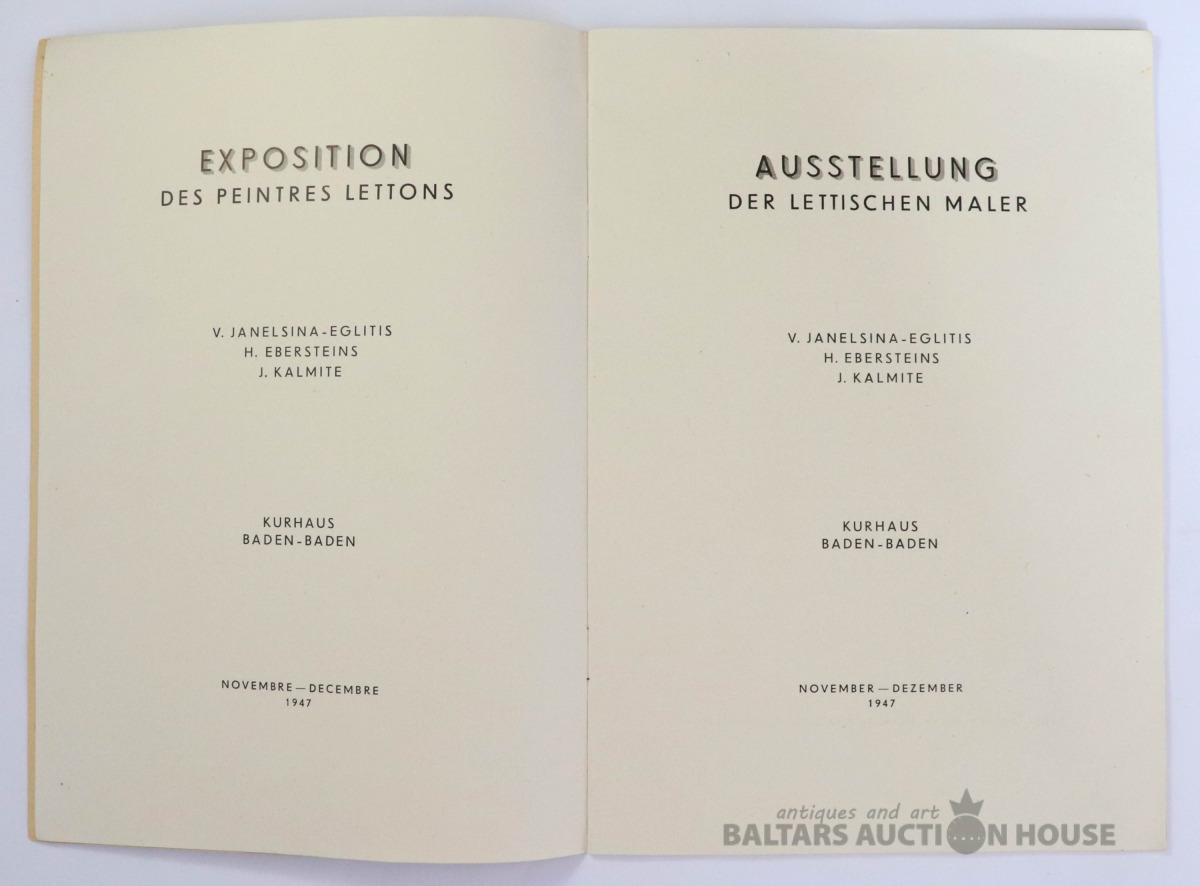 EXPOSITION
DES PEINTRES LETTONS
V. JANELSINA-EGLITIS
H. EBERSTEINS
J. KALMITE
KURHAUS
BADEN-BADEN
NOVEMBRE — DECEMBRE
1947
AUSSTELLUNG
DER LETTISCHEN MALER
V. JANELSINA-EGLITIS
H. EBERSTEINS
J. KALMITE
KURHAUS
BADEN-BADEN
NOVEMBER — DEZEMBER
1947
antiques and art
BALTARS AUCTION HOUSE